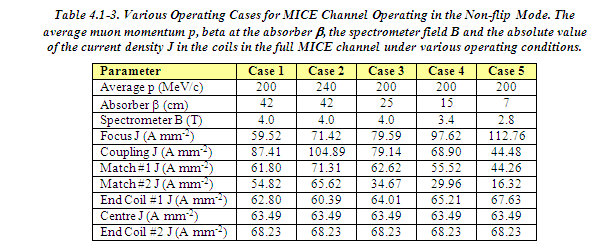 Table 4.1-3. Various Operating Cases for MICE Channel Operating in the Non-flip Mode. The
average muon momentum p, beta at the absorber β, the spectrometer field B and the absolute value
of the current density J in the coils in the full MICE channel under various operating conditions.
Parameter Case 1 Case 2 Case 3 Case 4 Case 5
Average p (MeV/c) 200 240 200 200 200
Absorber β (cm) 42 42 25 15 7
Spectrometer B (T) 4.0 4.0 4.0 3.4 2.8
Focus J (A mm⁻²) 59.52 71.42 79.59 97.62 112.76
Coupling J (A mm⁻²) 87.41 104.89 79.14 68.90 44.48
Match #1 J (A mm⁻²) 61.80 71.31 62.62 55.52 44.26
Match #2 J (A mm⁻²) 54.82 65.62 34.67 29.96 16.32
End Coil #1 J (A mm⁻²) 62.80 60.39 64.01 65.21 67.63
Centre J (A mm⁻²) 63.49 63.49 63.49 63.49 63.49
End Coil #2 J (A mm⁻²) 68.23 68.23 68.23 68.23 68.23